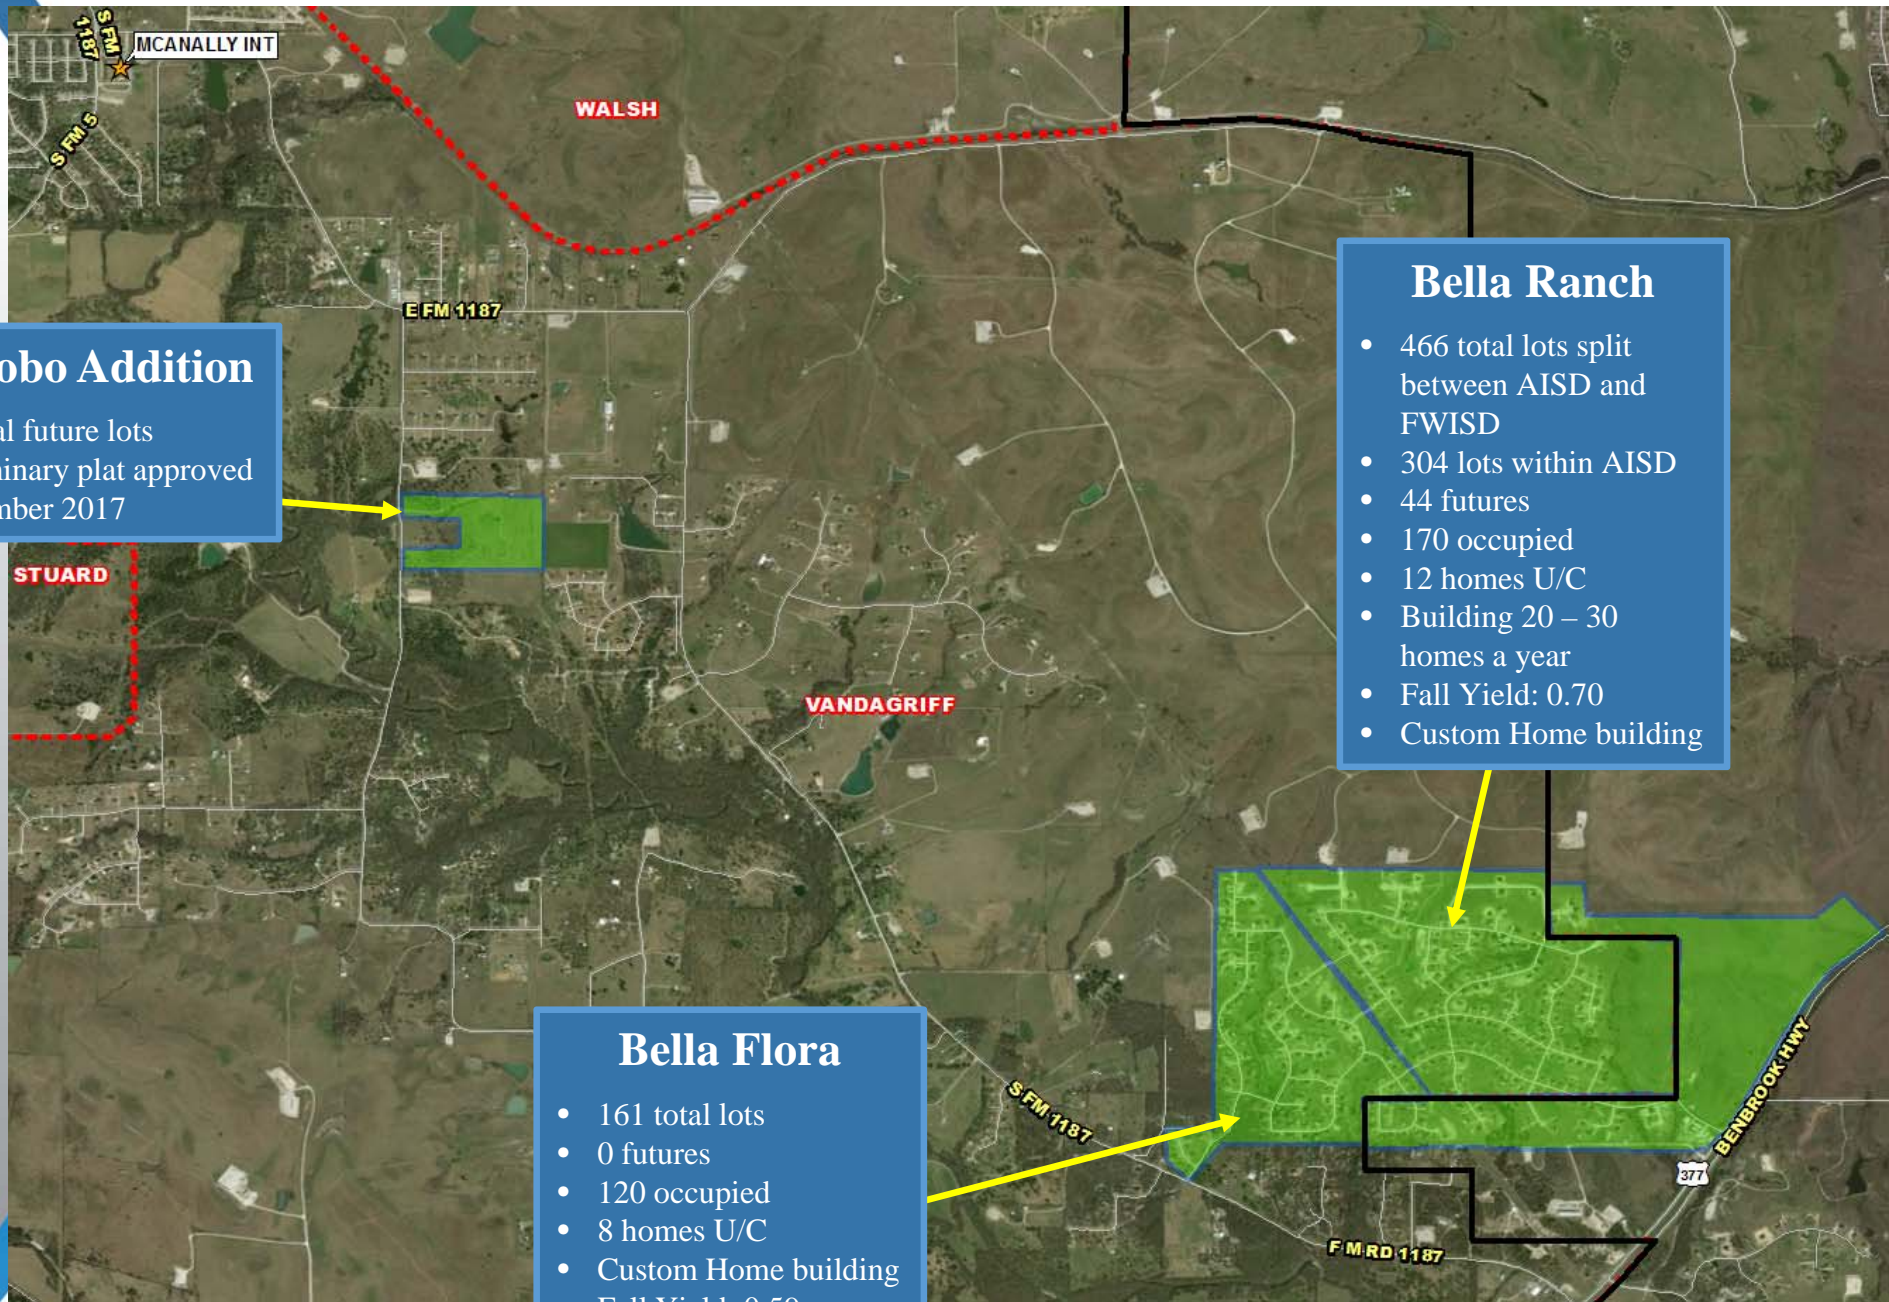 S FM 1187
MCANALLY INT
S FM 5
WALSH
E FM 1187
obo Addition
al future lots
inary plat approved
mber 2017
STUARD
VANDAGRIFF
Bella Ranch
• 466 total lots split
between AISD and
FWISD
• 304 lots within AISD
• 44 futures
• 170 occupied
• 12 homes U/C
• Building 20 – 30
homes a year
• Fall Yield: 0.70
• Custom Home building
Bella Flora
• 161 total lots
• 0 futures
• 120 occupied
• 8 homes U/C
• Custom Home building
S FM 1187
F M RD 1187
BENBROOK HWY
377